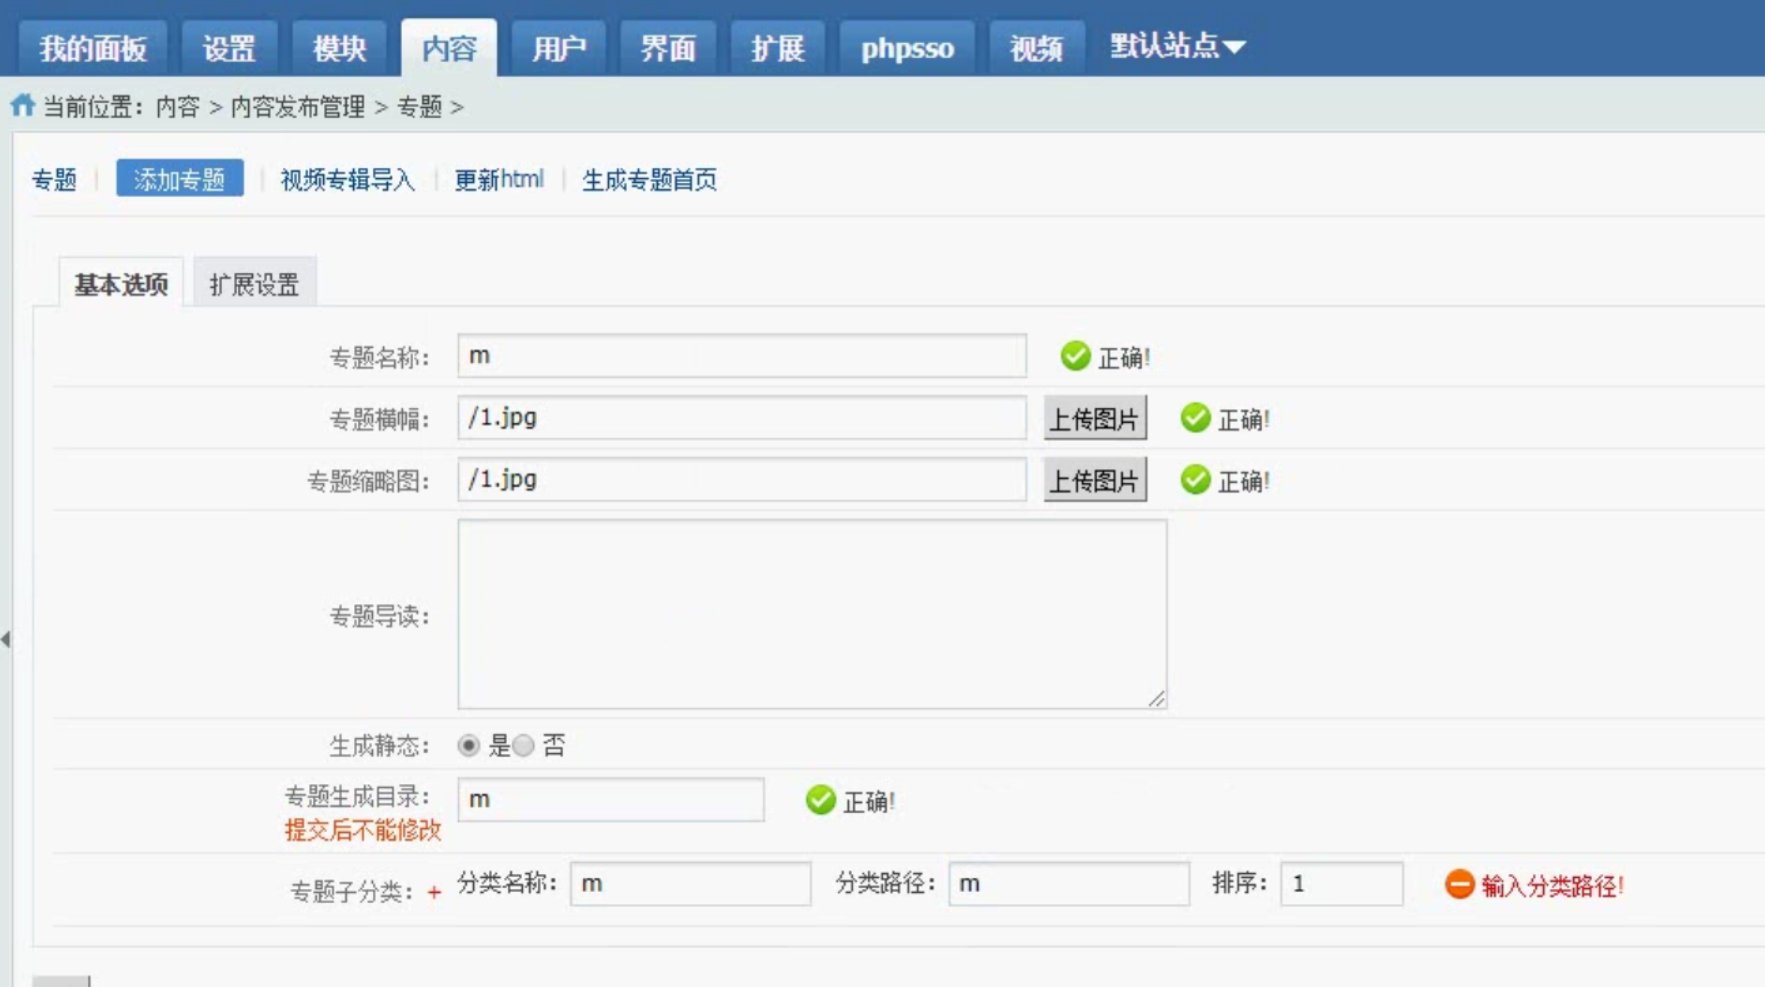 我的面板 设置 模块 内容 用户 界面 扩展 phpsso 视频 默认站点
当前位置：内容 > 内容发布管理 > 专题 >
专题 添加专题 视频专辑导入 更新html 生成专题首页
基本选项 扩展设置
专题名称： m 正确!
专题横幅： /1.jpg 上传图片 正确!
专题缩略图： /1.jpg 上传图片 正确!
专题导读：
生成静态： 是 否
专题生成目录： m 正确!
提交后不能修改
专题子分类： + 分类名称： m 分类路径： m 排序： 1 输入分类路径!